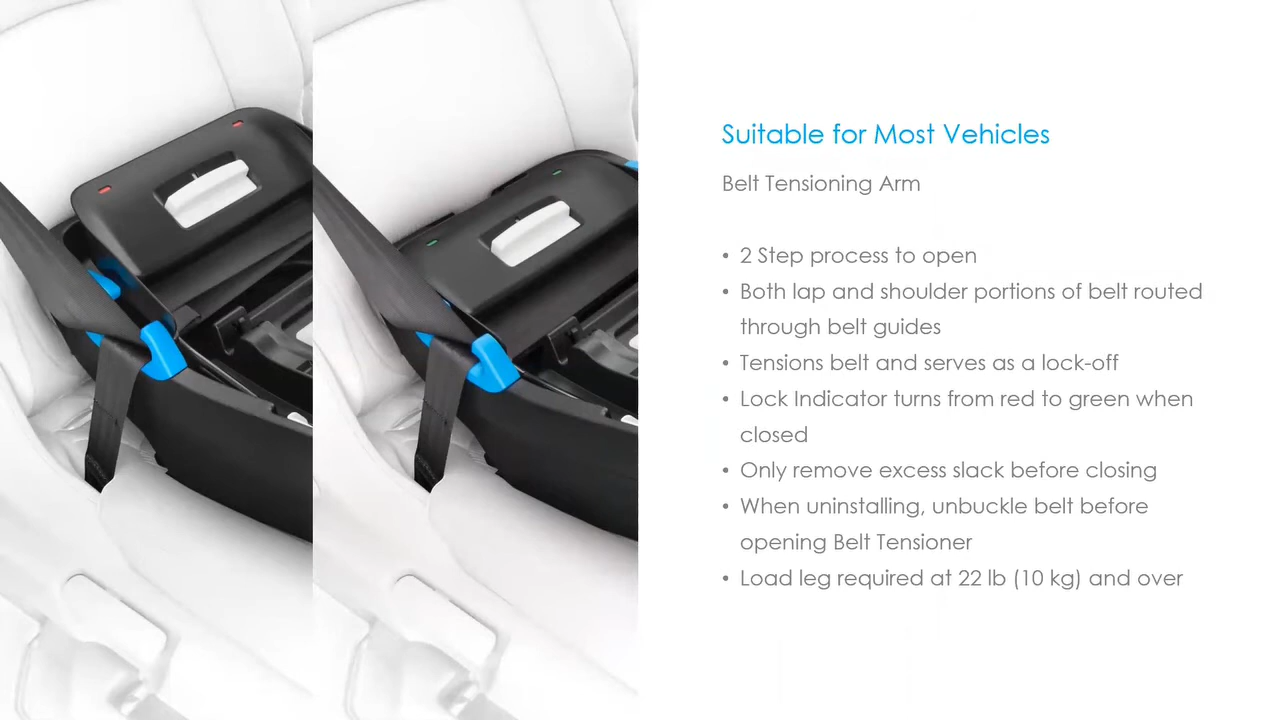 Suitable for Most Vehicles
Belt Tensioning Arm
• 2 Step process to open
• Both lap and shoulder portions of belt routed
through belt guides
• Tensions belt and serves as a lock-off
• Lock Indicator turns from red to green when
closed
• Only remove excess slack before closing
• When uninstalling, unbuckle belt before
opening Belt Tensioner
• Load leg required at 22 lb (10 kg) and over